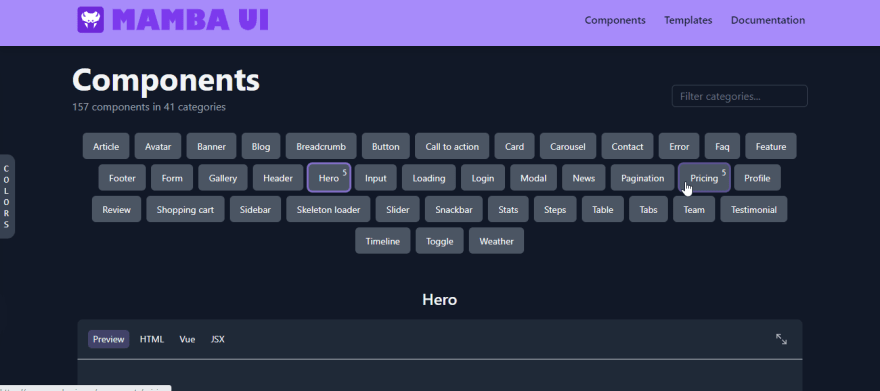 MAMBA UI
Components Templates Documentation
Components
157 components in 41 categories
Filter categories...
Article Avatar Banner Blog Breadcrumb Button Call to action Card Carousel Contact Error Faq Feature
Footer Form Gallery Header Hero 5 Input Loading Login Modal News Pagination Pricing 5 Profile
Review Shopping cart Sidebar Skeleton loader Slider Snackbar Stats Steps Table Tabs Team Testimonial
Timeline Toggle Weather
COLORS
Hero
Preview HTML Vue JSX